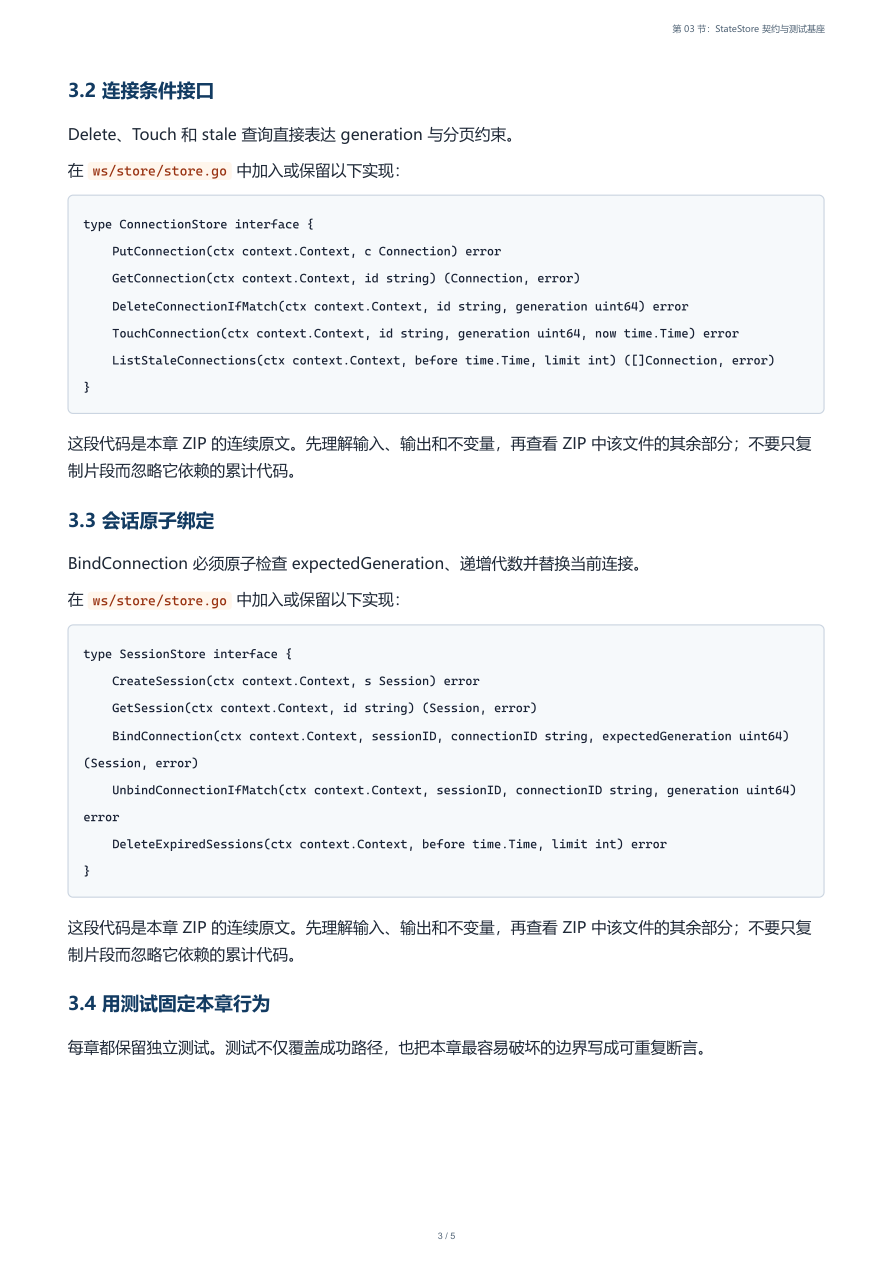 第 03 节：StateStore 契约与测试基座
3.2 连接条件接口
Delete、Touch 和 stale 查询直接表达 generation 与分页约束。
在 ws/store/store.go 中加入或保留以下实现：
type ConnectionStore interface {
    PutConnection(ctx context.Context, c Connection) error
    GetConnection(ctx context.Context, id string) (Connection, error)
    DeleteConnectionIfMatch(ctx context.Context, id string, generation uint64) error
    TouchConnection(ctx context.Context, id string, generation uint64, now time.Time) error
    ListStaleConnections(ctx context.Context, before time.Time, limit int) ([]Connection, error)
}
这段代码是本章 ZIP 的连续原文。先理解输入、输出和不变量，再查看 ZIP 中该文件的其余部分；不要只复
制片段而忽略它依赖的累计代码。
3.3 会话原子绑定
BindConnection 必须原子检查 expectedGeneration、递增代数并替换当前连接。
在 ws/store/store.go 中加入或保留以下实现：
type SessionStore interface {
    CreateSession(ctx context.Context, s Session) error
    GetSession(ctx context.Context, id string) (Session, error)
    BindConnection(ctx context.Context, sessionID, connectionID string, expectedGeneration uint64)
(Session, error)
    UnbindConnectionIfMatch(ctx context.Context, sessionID, connectionID string, generation uint64)
error
    DeleteExpiredSessions(ctx context.Context, before time.Time, limit int) error
}
这段代码是本章 ZIP 的连续原文。先理解输入、输出和不变量，再查看 ZIP 中该文件的其余部分；不要只复
制片段而忽略它依赖的累计代码。
3.4 用测试固定本章行为
每章都保留独立测试。测试不仅覆盖成功路径，也把本章最容易破坏的边界写成可重复断言。
3 / 5